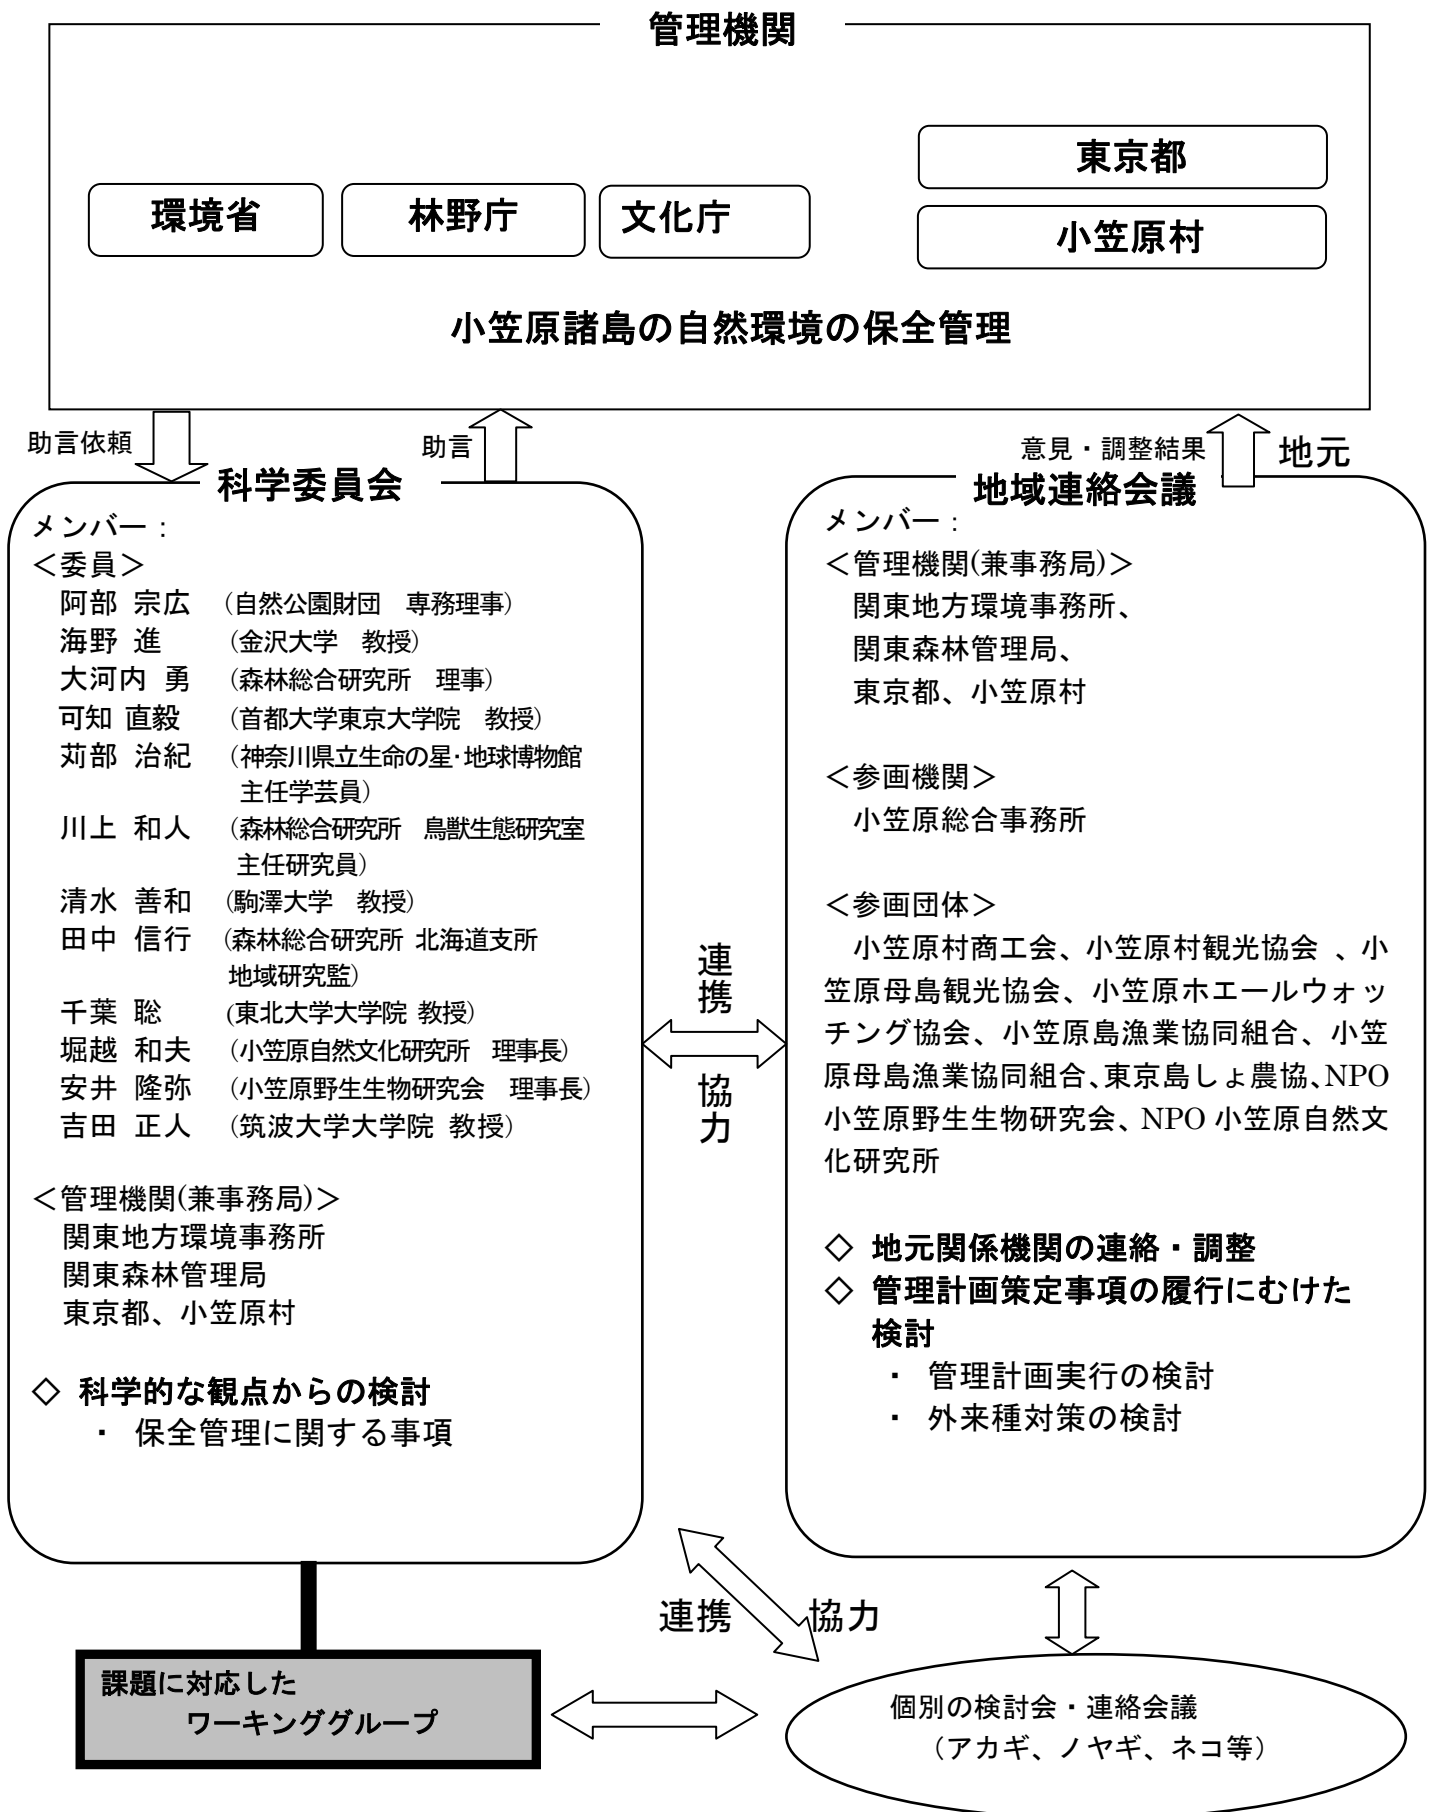 管理機関
東京都
環境省
林野庁
文化庁
小笠原村
小笠原諸島の自然環境の保全管理
助言依頼
助言
意見・調整結果
地元
科学委員会
メンバー：
＜委員＞
阿部 宗広 （自然公園財団　専務理事）
海野 進 （金沢大学　教授）
大河内 勇 （森林総合研究所　理事）
可知 直毅 （首都大学東京大学院　教授）
苅部 治紀 （神奈川県立生命の星・地球博物館
主任学芸員）
川上 和人 （森林総合研究所　鳥獣生態研究室
主任研究員）
清水 善和 （駒澤大学　教授）
田中 信行 （森林総合研究所 北海道支所
地域研究監）
千葉 聡 （東北大学大学院 教授）
堀越 和夫 （小笠原自然文化研究所　理事長）
安井 隆弥 （小笠原野生生物研究会　理事長）
吉田 正人 （筑波大学大学院 教授）
＜管理機関(兼事務局)＞
関東地方環境事務所
関東森林管理局
東京都、小笠原村
◇ 科学的な観点からの検討
・ 保全管理に関する事項
連携
協力
地域連絡会議
メンバー：
＜管理機関(兼事務局)＞
関東地方環境事務所、
関東森林管理局、
東京都、小笠原村
＜参画機関＞
小笠原総合事務所
＜参画団体＞
小笠原村商工会、小笠原村観光協会 、小
笠原母島観光協会、小笠原ホエールウォッ
チング協会、小笠原島漁業協同組合、小笠
原母島漁業協同組合、東京島しょ農協、NPO
小笠原野生生物研究会、NPO 小笠原自然文
化研究所
◇ 地元関係機関の連絡・調整
◇ 管理計画策定事項の履行にむけた
検討
・ 管理計画実行の検討
・ 外来種対策の検討
連携 協力
課題に対応した
ワーキンググループ
個別の検討会・連絡会議
（アカギ、ノヤギ、ネコ等）